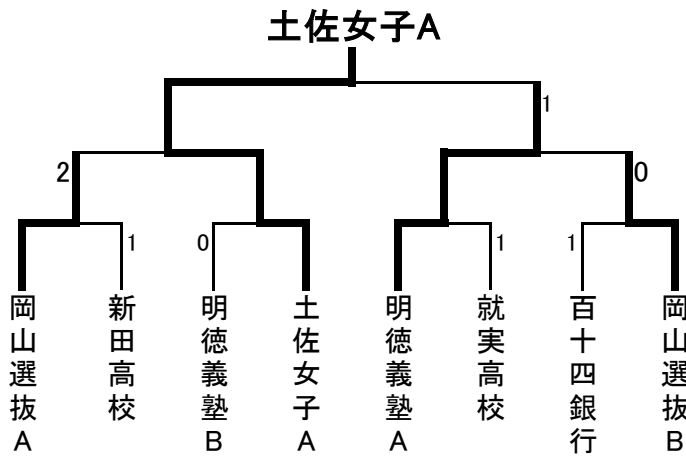 土佐女子A
1
2
0
1
0
1
1
岡山選抜A
新田高校
明徳義塾B
土佐女子A
明徳義塾A
就実高校
百十四銀行
岡山選抜B